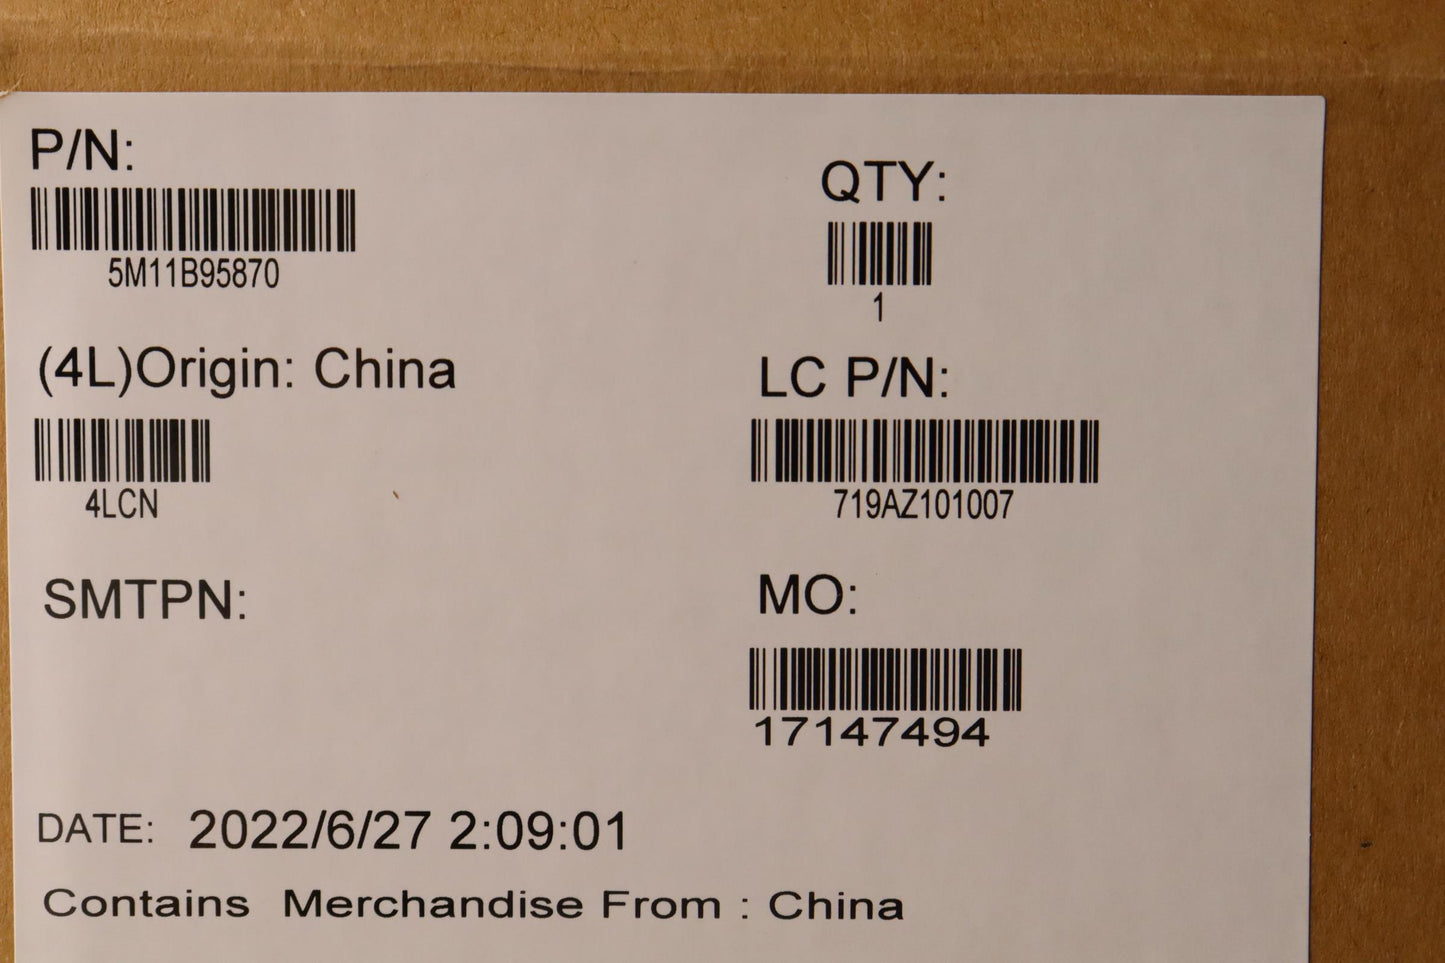 P/N:
5M11B95870
QTY:
1
(4L)Origin: China
4LCN
LC P/N:
719AZ101007
SMTPN:
MO:
17147494
DATE: 2022/6/27 2:09:01
Contains Merchandise From : China